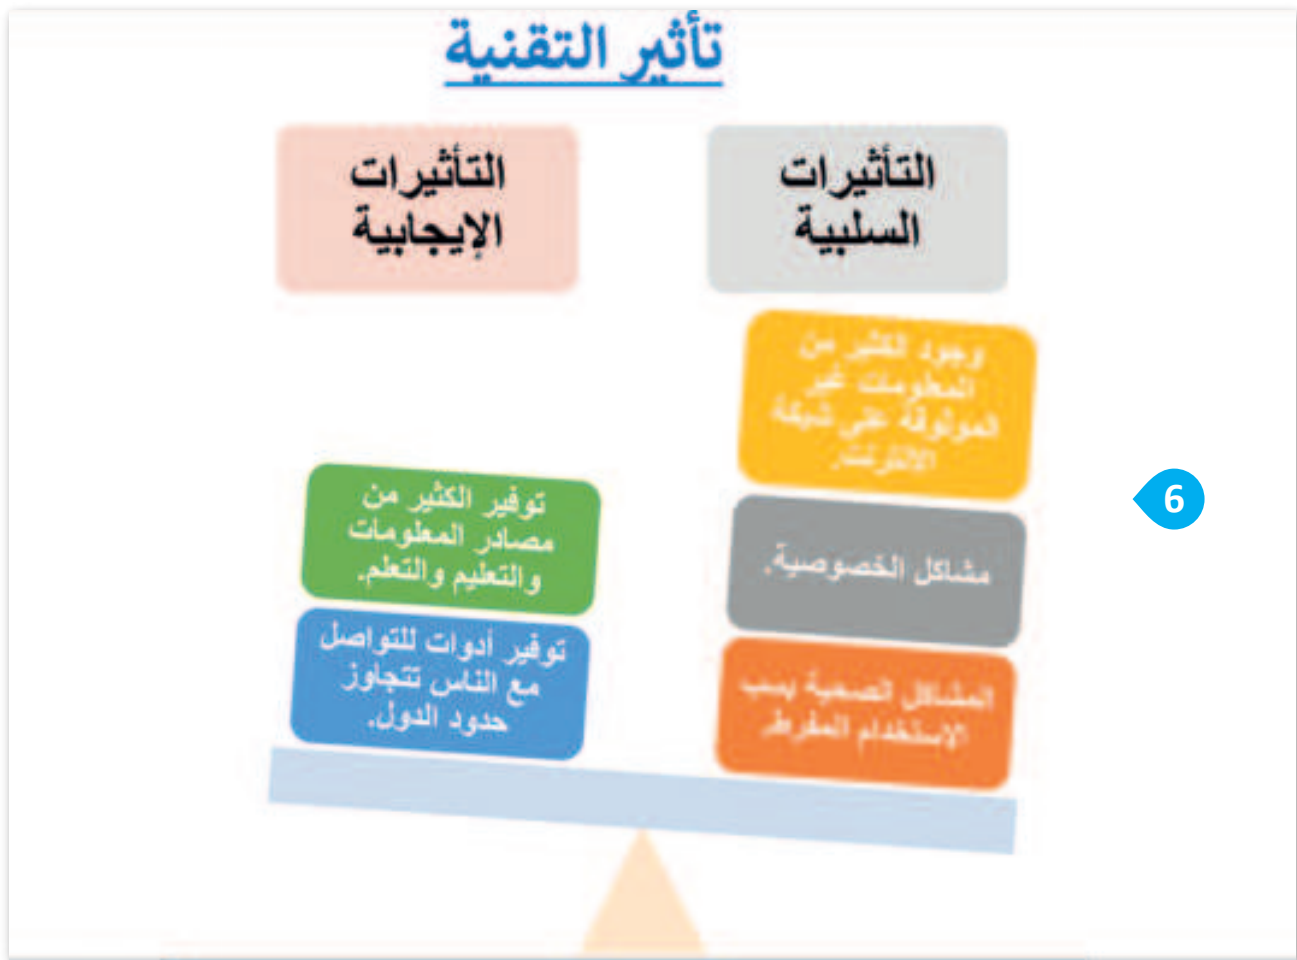 تأثير التقنية
التأثيرات
السلبية
وجود الكثير من
المعلومات غير
الموثوقة على شبكة
الانترنت.
مشاكل الخصوصية.
المشاكل الصحية بسب
الاستخدام المفرط.
التأثيرات
الإيجابية
توفير الكثير من
مصادر المعلومات
والتعليم والتعلم.
توفير أدوات للتواصل
مع الناس تتجاوز
حدود الدول.
6